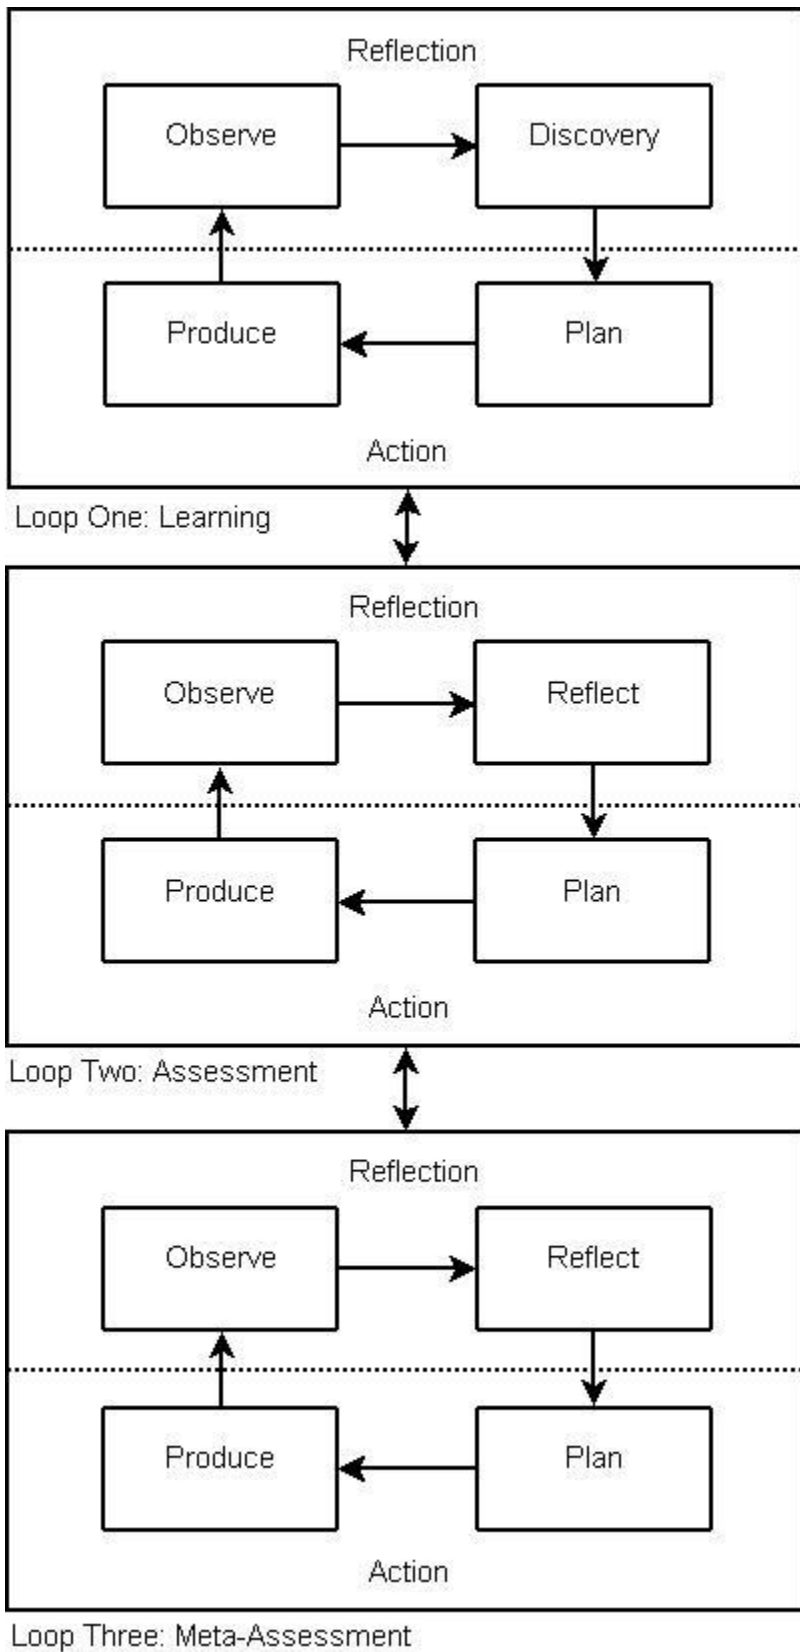 Reflection
Observe
Discovery
Produce
Plan
Action
Loop One: Learning
Reflection
Observe
Reflect
Produce
Plan
Action
Loop Two: Assessment
Reflection
Observe
Reflect
Produce
Plan
Action
Loop Three: Meta-Assessment